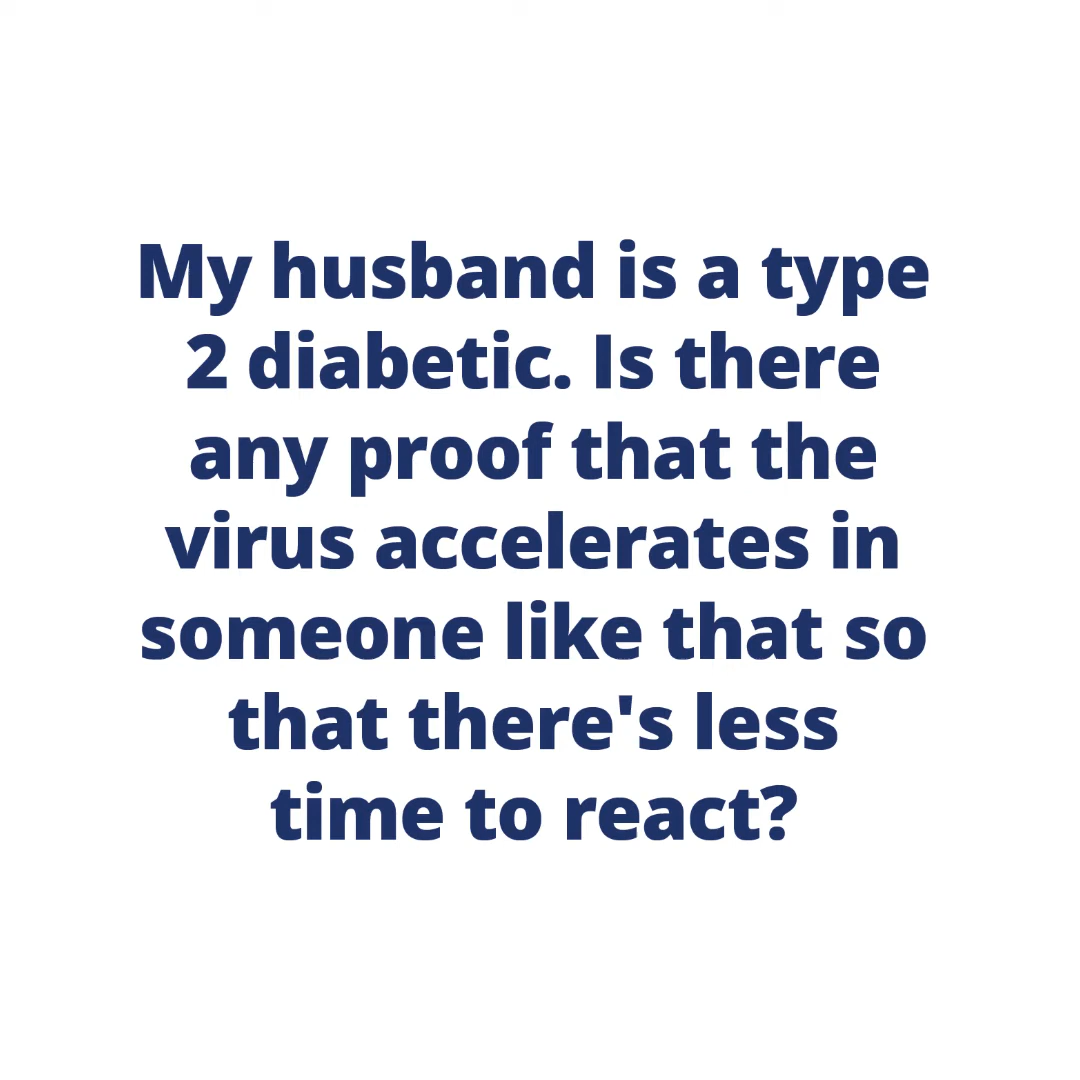 My husband is a type
2 diabetic. Is there
any proof that the
virus accelerates in
someone like that so
that there's less
time to react?